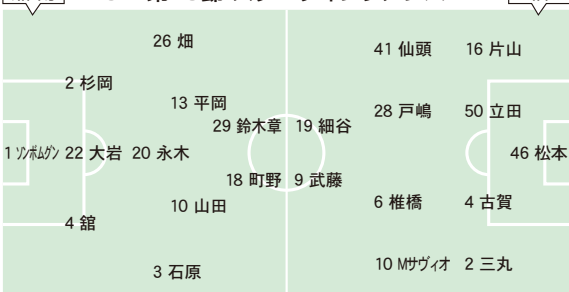 26 畑
41 仙頭
16 片山
2 杉岡
13 平岡
28 戸嶋
50 立田
29 鈴木章
19 細谷
1 ソンボムグン
22 大岩
20 永木
46 松本
18 町野
9 武藤
10 山田
6 椎橋
4 古賀
4 舘
3 石原
10 Mサヴィオ
2 三丸